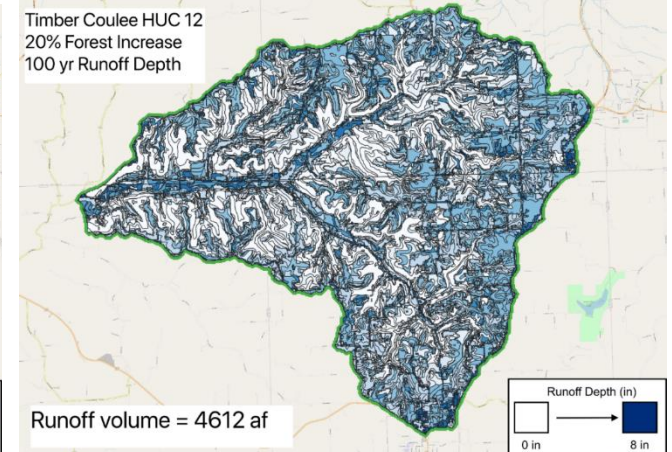 Timber Coulee HUC 12
20% Forest Increase
100 yr Runoff Depth
Runoff volume = 4612 af
Runoff Depth (in)
0 in
8 in